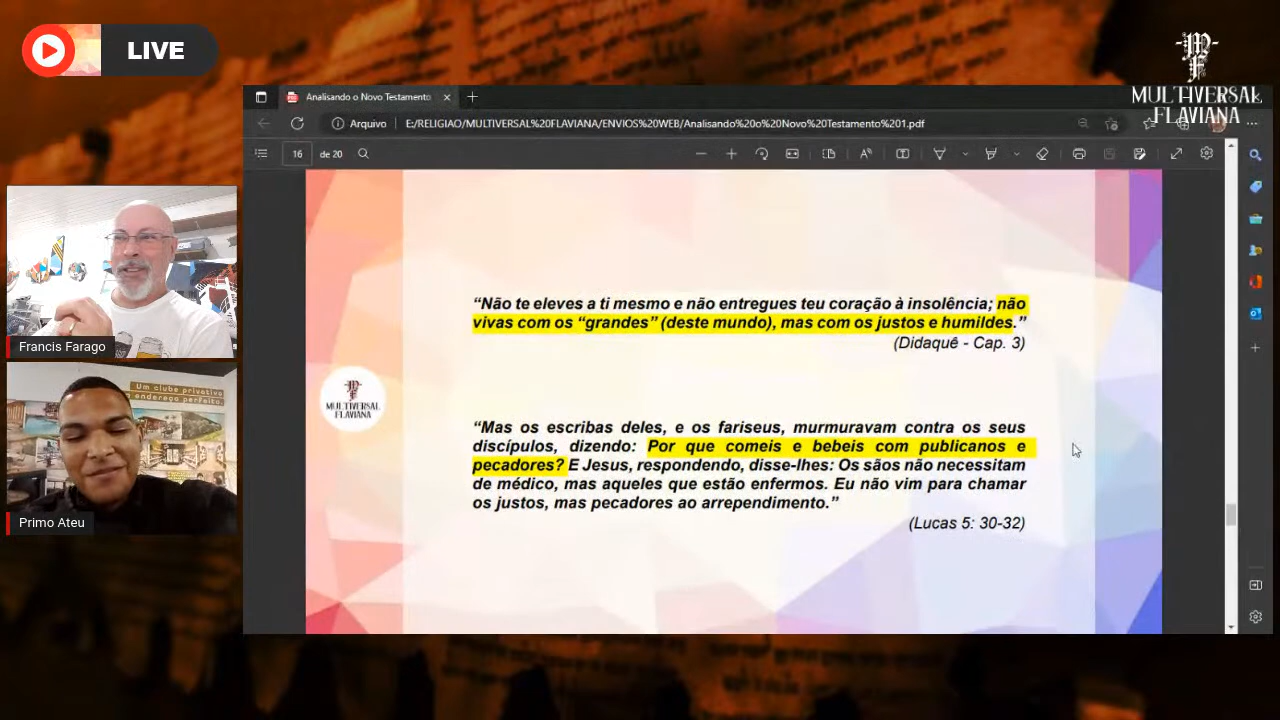 LIVE
MULTIVERSAL
FLAVIANA
Analisando o Novo Testamento
Arquivo
E:/RELIGIAO/MULTIVERSAL%20FLAVIANA/ENVIOS%20WEB/Analisando%20o%20Novo%20Testamento%201.pdf
16 de 20
Francis Farago
Um clube privativo
endereço perfeito.
Primo Ateu
“Não te eleves a ti mesmo e não entregues teu coração à insolência; não
vivas com os “grandes” (deste mundo), mas com os justos e humildes.”
(Didaquê - Cap. 3)
MULTIVERSAL
FLAVIANA
“Mas os escribas deles, e os fariseus, murmuravam contra os seus
discípulos, dizendo: Por que comeis e bebeis com publicanos e
pecadores? E Jesus, respondendo, disse-lhes: Os sãos não necessitam
de médico, mas aqueles que estão enfermos. Eu não vim para chamar
os justos, mas pecadores ao arrependimento.”
(Lucas 5: 30-32)